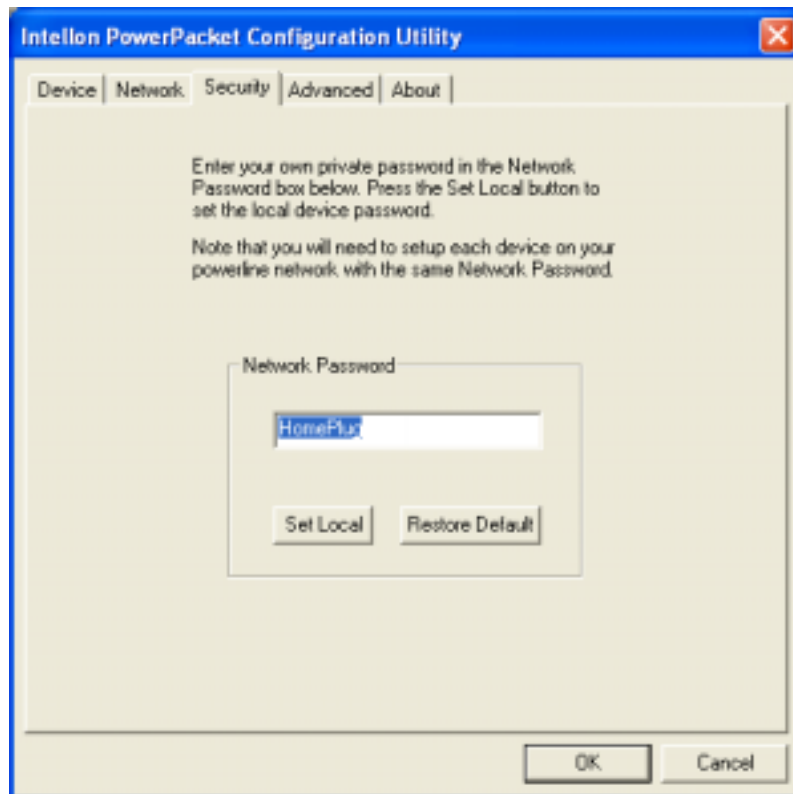 Intellon PowerPacket Configuration Utility
Device Network Security Advanced About
Enter your own private password in the Network
Password box below. Press the Set Local button to
set the local device password.
Note that you will need to setup each device on your
powerline network with the same Network Password.
Network Password
HomePlug
Set Local Restore Default
OK Cancel